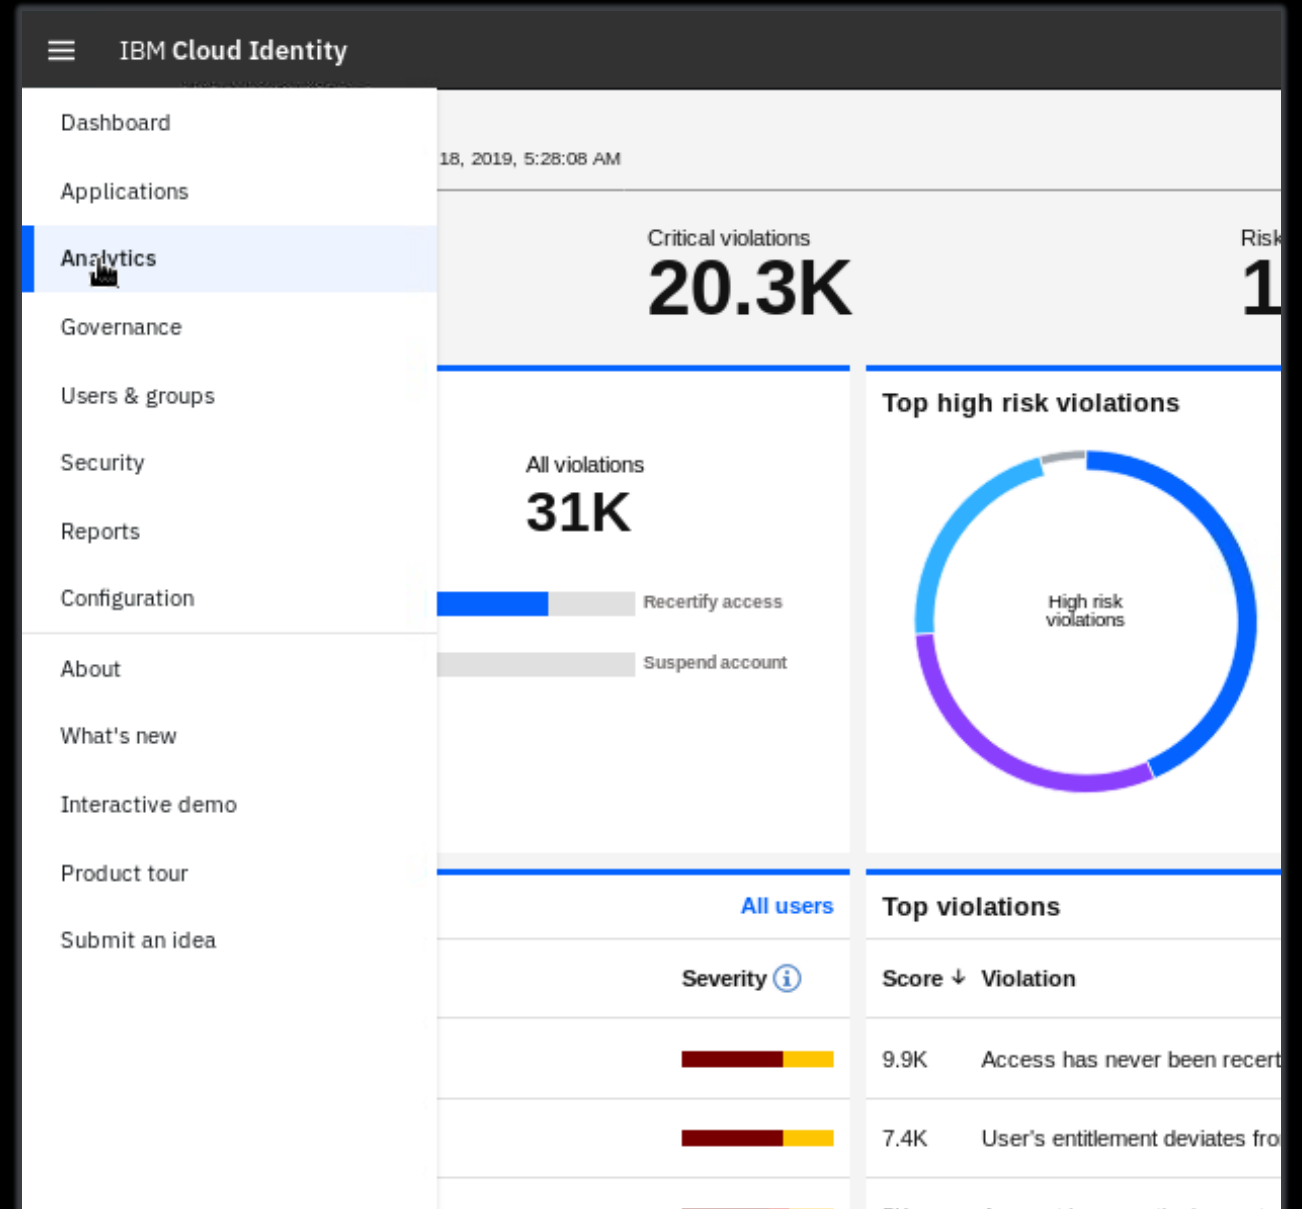 IBM Cloud Identity
Dashboard
Applications
Analytics
Governance
Users & groups
Security
Reports
Configuration
About
What's new
Interactive demo
Product tour
Submit an idea
18, 2019, 5:28:08 AM
Critical violations
20.3K
Risk
1
All violations
31K
Recertify access
Suspend account
Top high risk violations
High risk
violations
All users
Severity
Top violations
Score Violation
9.9K Access has never been recert
7.4K User's entitlement deviates fro